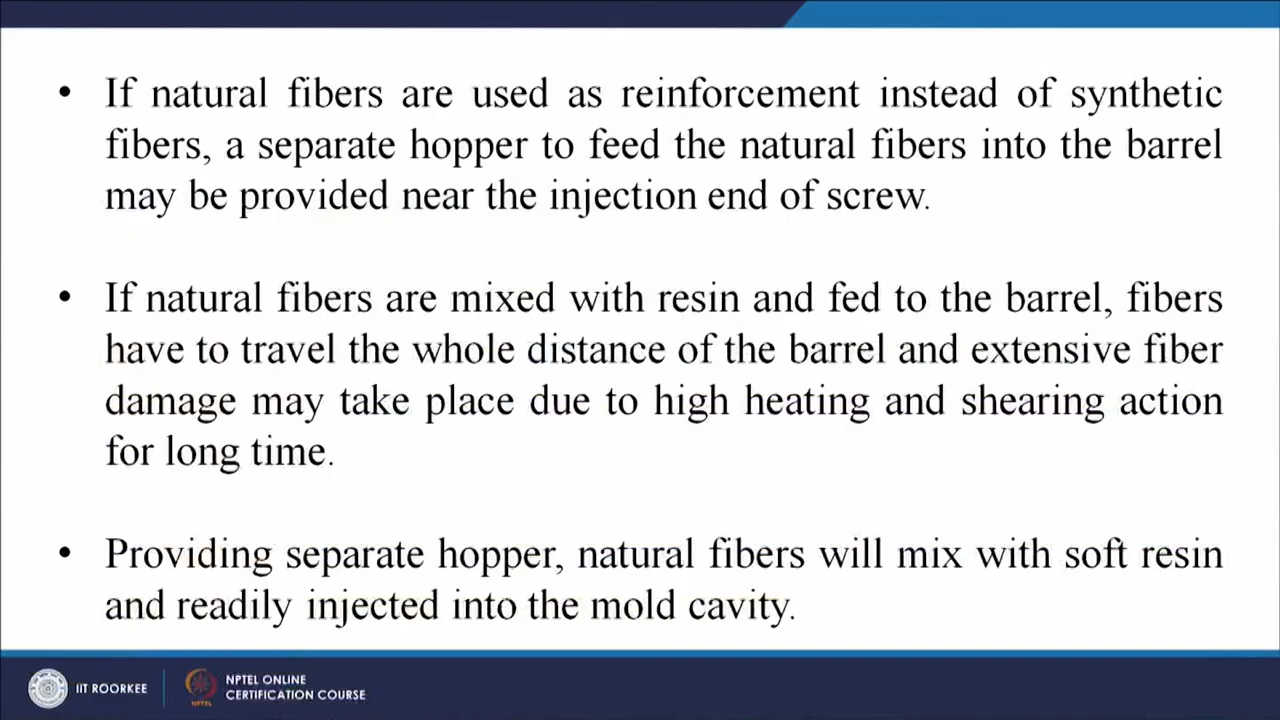 • If natural fibers are used as reinforcement instead of synthetic
fibers, a separate hopper to feed the natural fibers into the barrel
may be provided near the injection end of screw.
• If natural fibers are mixed with resin and fed to the barrel, fibers
have to travel the whole distance of the barrel and extensive fiber
damage may take place due to high heating and shearing action
for long time.
• Providing separate hopper, natural fibers will mix with soft resin
and readily injected into the mold cavity.
IIT ROORKEE
NPTEL
NPTEL ONLINE
CERTIFICATION COURSE